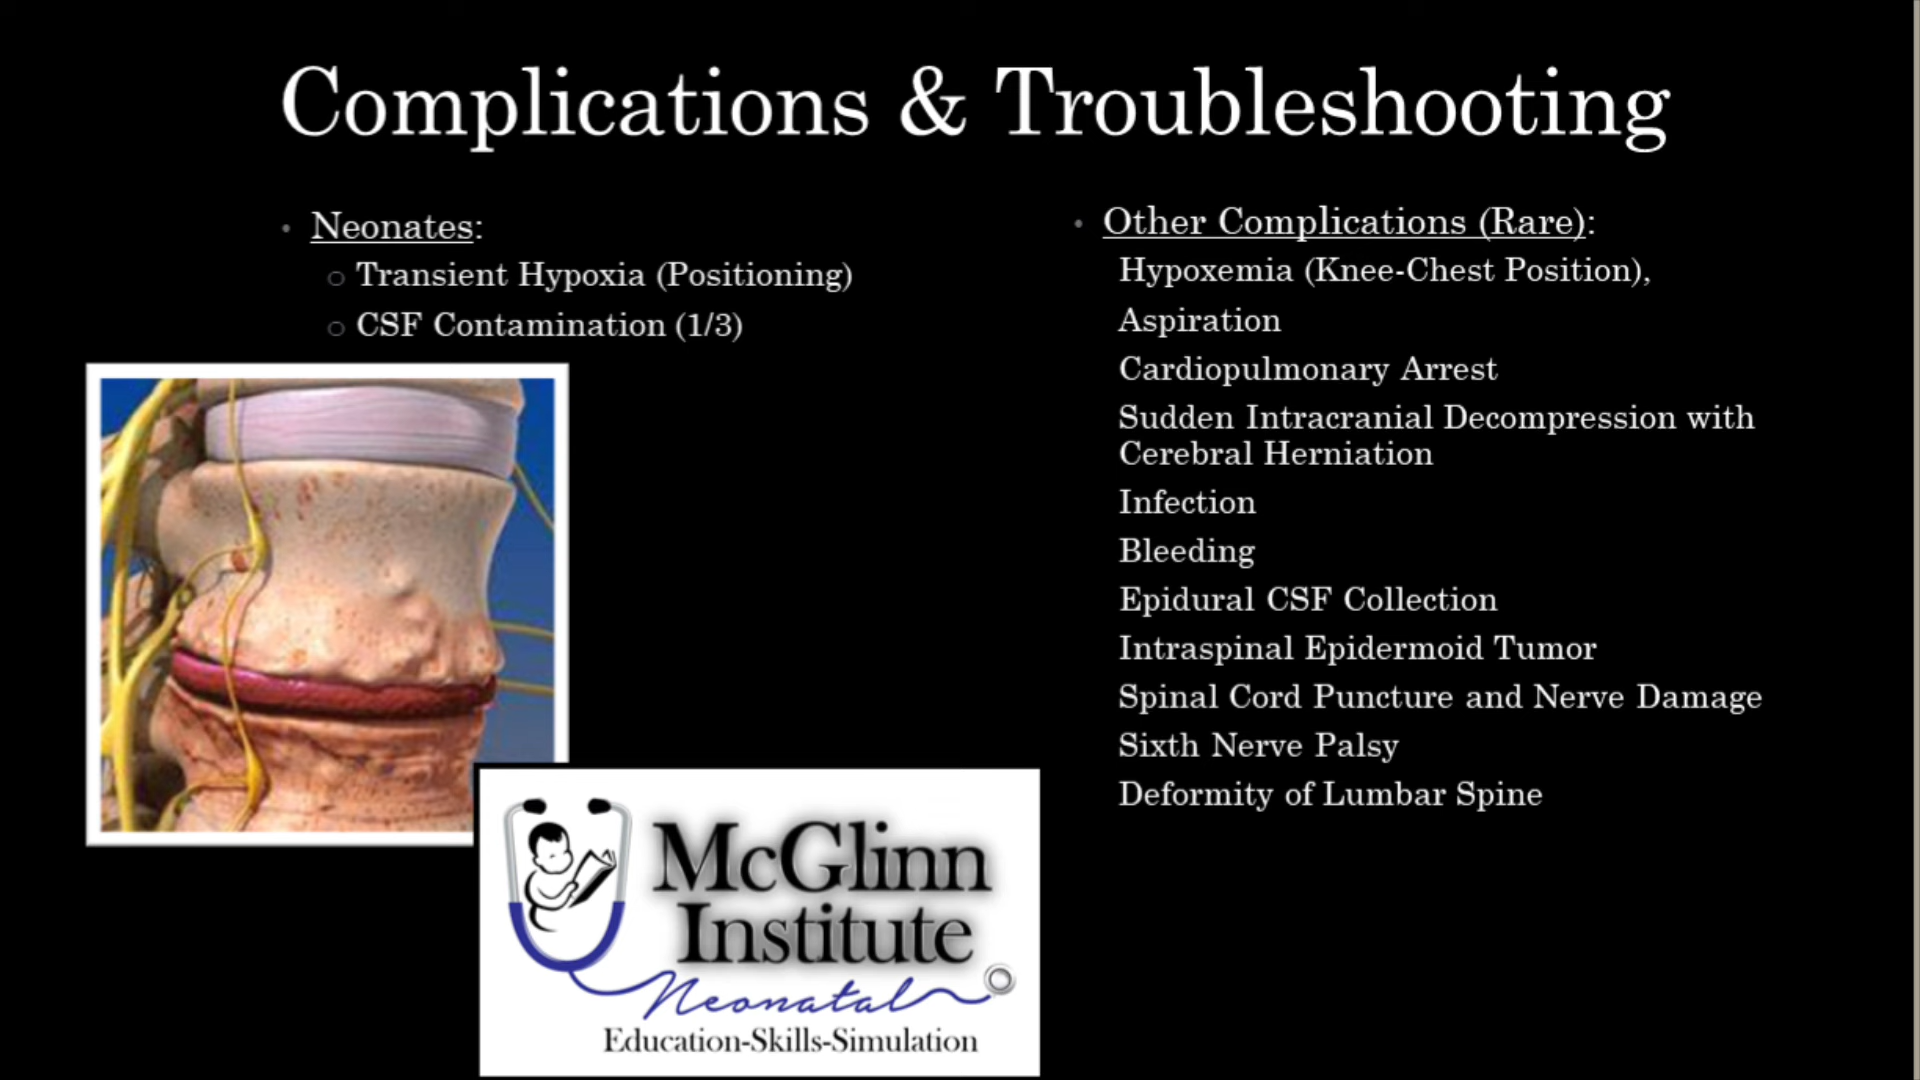 Complications & Troubleshooting
• Neonates:
○ Transient Hypoxia (Positioning)
○ CSF Contamination (1/3)
• Other Complications (Rare):
Hypoxemia (Knee-Chest Position),
Aspiration
Cardiopulmonary Arrest
Sudden Intracranial Decompression with
Cerebral Herniation
Infection
Bleeding
Epidural CSF Collection
Intraspinal Epidermoid Tumor
Spinal Cord Puncture and Nerve Damage
Sixth Nerve Palsy
Deformity of Lumbar Spine
McGlinn
Institute
Neonatal
Education-Skills-Simulation